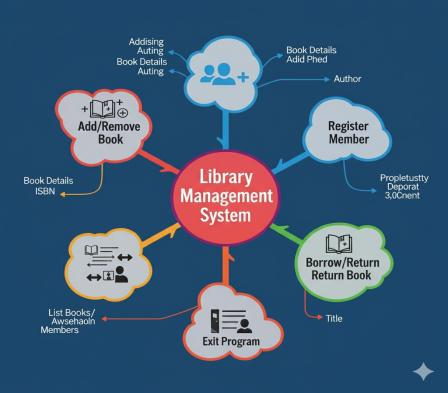 Addising
Auting
Book Details
Auting
Book Details
Adid Phed
Author
Add/Remove
Book
Register
Member
Library
Management
System
Book Details
ISBN
Propletustty
Deporat
3,0Cnent
Borrow/Return
Return Book
List Books/
Awsehaoln
Members
Title
Exit Program